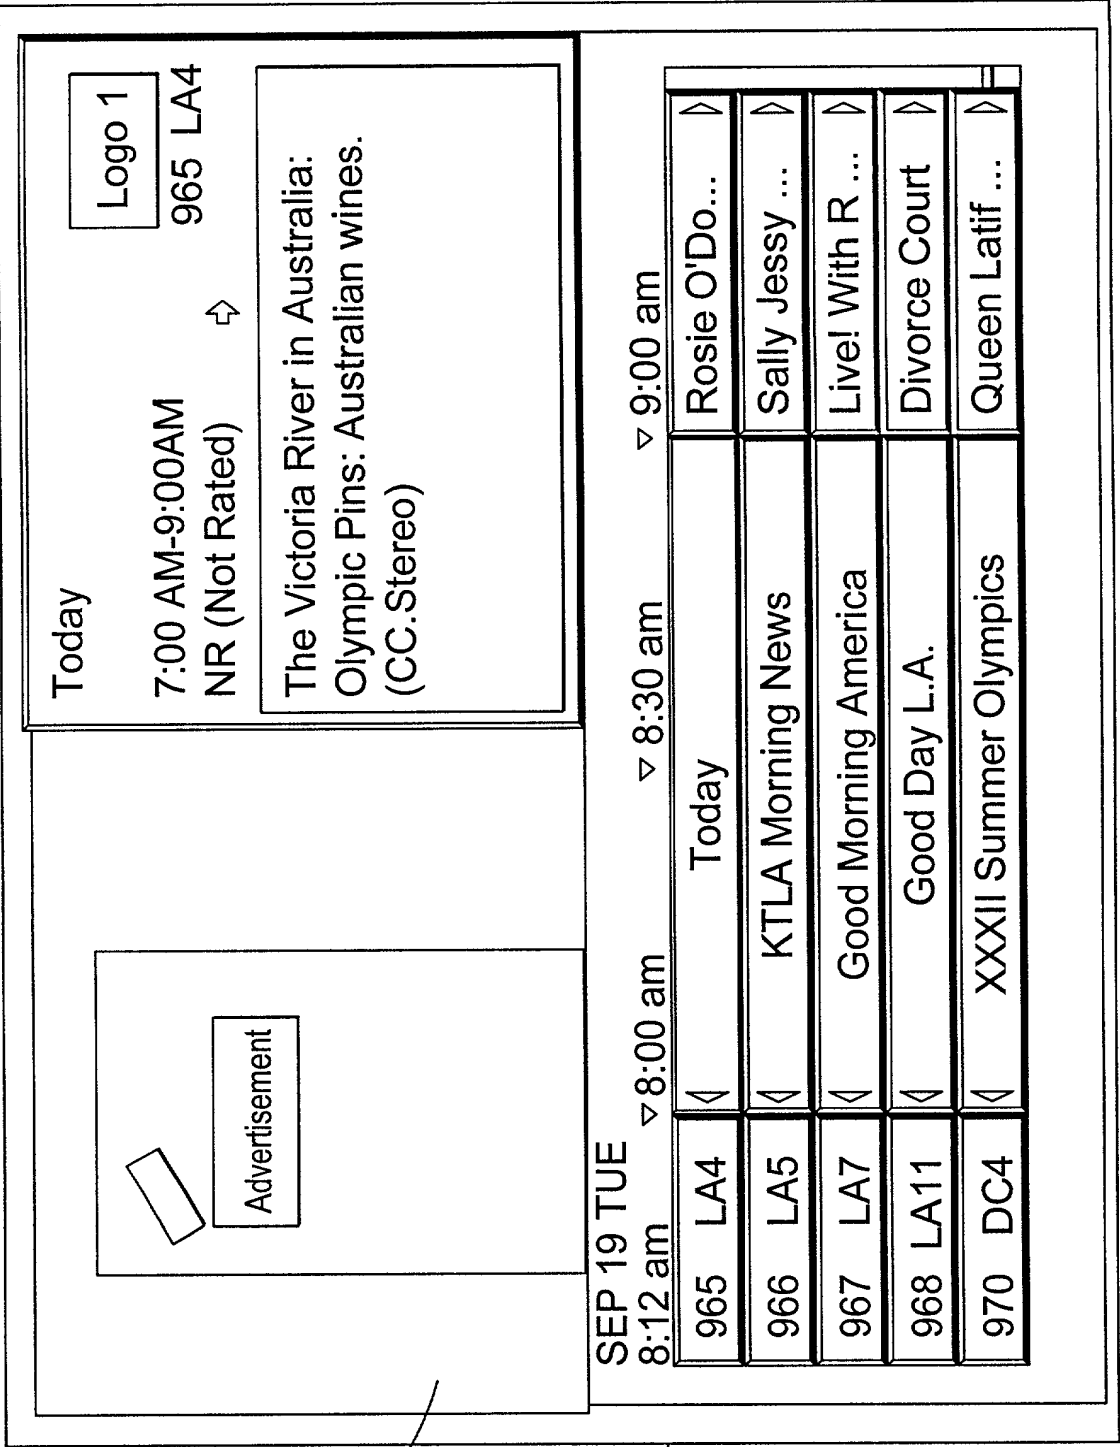 Advertisement
Today
Logo 1
7:00 AM-9:00AM
965 LA4
NR (Not Rated)
The Victoria River in Australia:
Olympic Pins: Australian wines.
(CC.Stereo)
SEP 19 TUE
8:12 am 8:00 am 8:30 am 9:00 am
965 LA4 Today Rosie O'Do...
966 LA5 KTLA Morning News Sally Jessy ...
967 LA7 Good Morning America Live! With R ...
968 LA11 Good Day L.A. Divorce Court
970 DC4 XXXII Summer Olympics Queen Latif ...